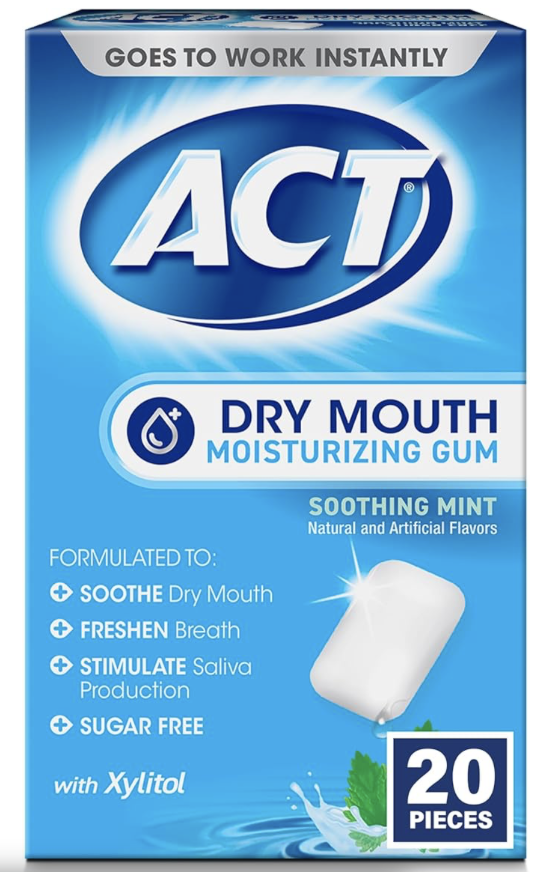 GOES TO WORK INSTANTLY
ACT®
DRY MOUTH
MOISTURIZING GUM
SOOTHING MINT
Natural and Artificial Flavors
FORMULATED TO:
SOOTHE Dry Mouth
FRESHEN Breath
STIMULATE Saliva
Production
SUGAR FREE
with Xylitol
20
PIECES